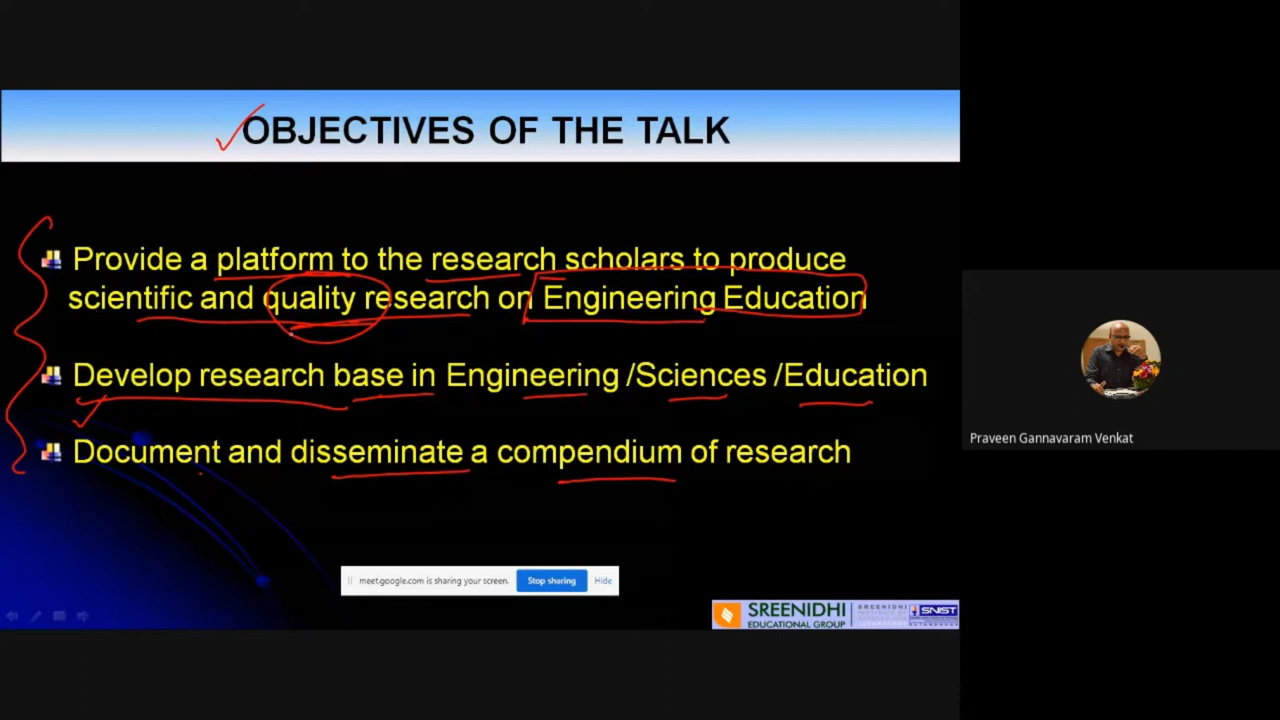 OBJECTIVES OF THE TALK
Provide a platform to the research scholars to produce
scientific and quality research on Engineering Education
Develop research base in Engineering /Sciences /Education
Document and disseminate a compendium of research
Praveen Gannavaram Venkat
meet.google.com is sharing your screen.
Stop sharing
Hide
SREENIDHI
EDUCATIONAL GROUP
SREENIDHI
SNIST